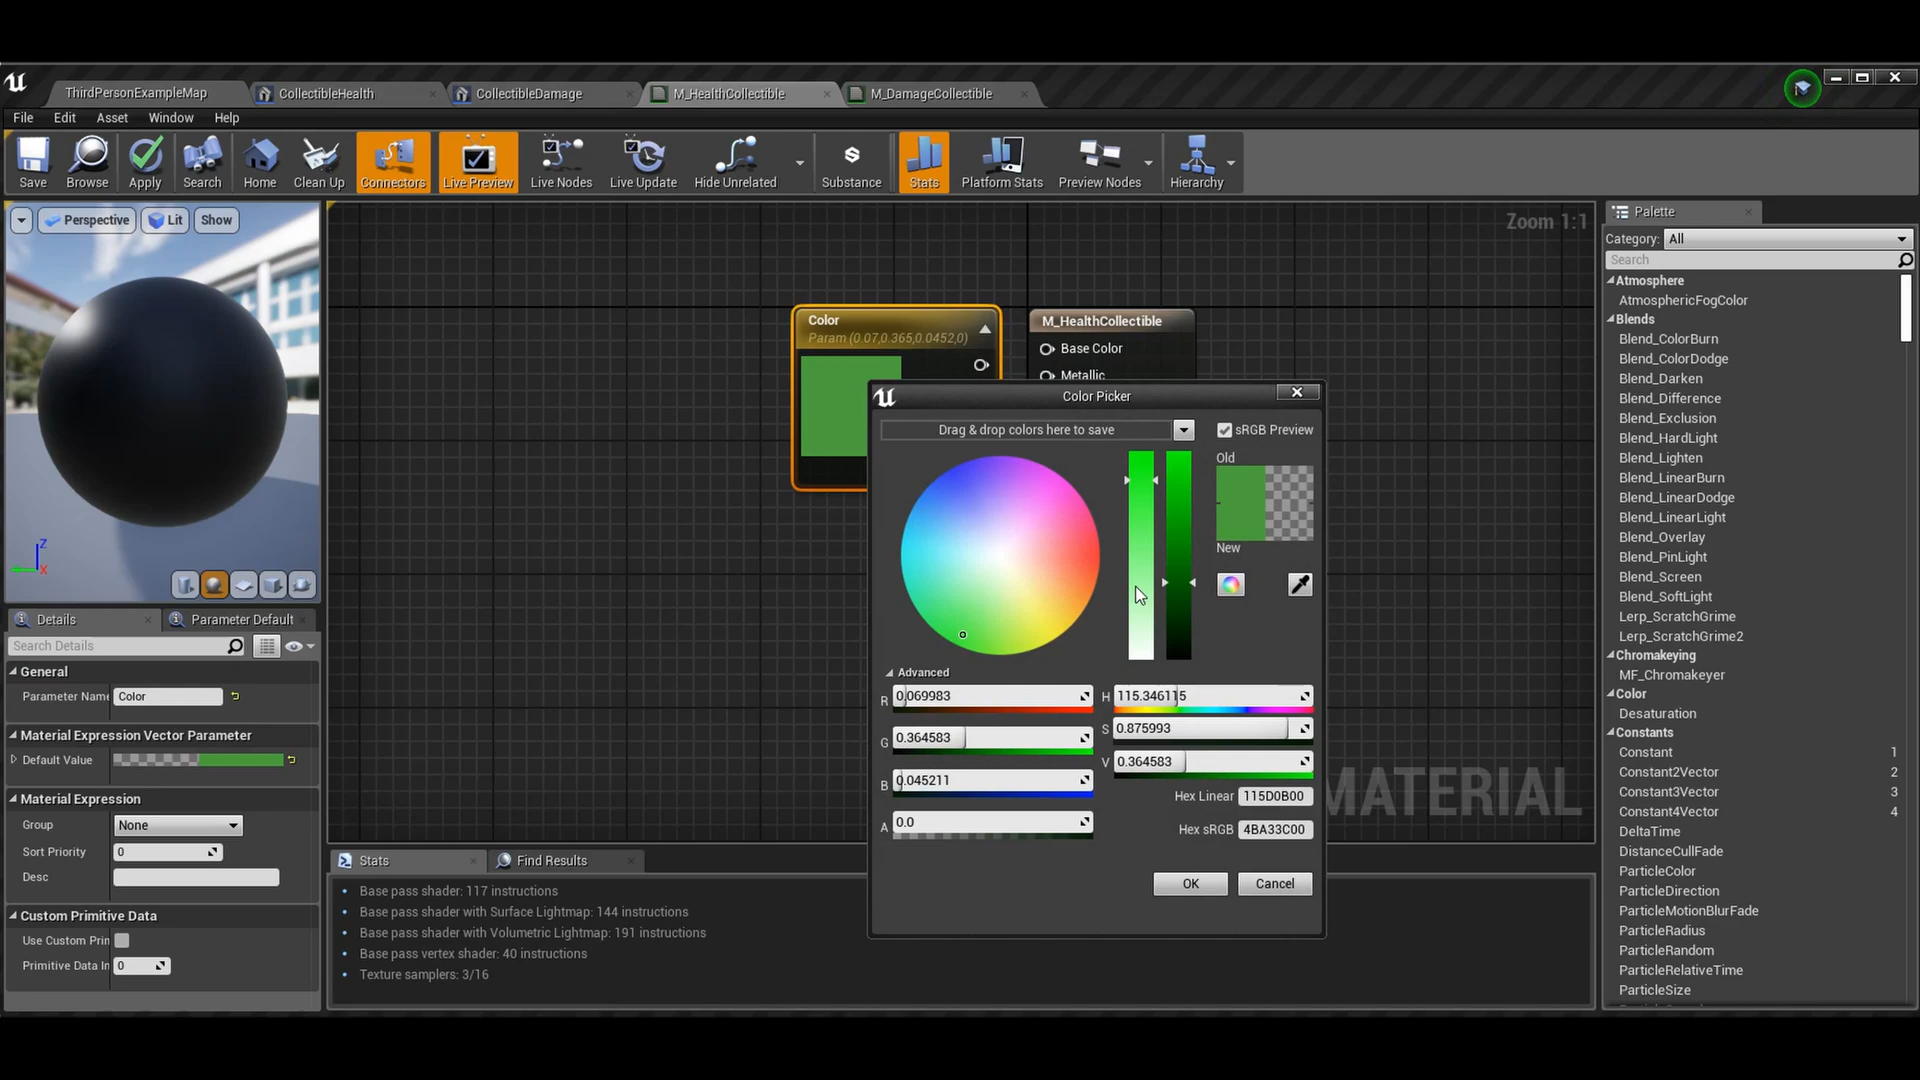 ThirdPersonExampleMap
CollectibleHealth
CollectibleDamage
M_HealthCollectible
M_DamageCollectible
File Edit Asset Window Help
Save Browse Apply Search Home Clean Up Connectors Live Preview Live Nodes Live Update Hide Unrelated Substance Stats Platform Stats Preview Nodes Hierarchy
Perspective Lit Show
Z
X
Details
Parameter Default
Search Details
General
Parameter Name Color
Material Expression Vector Parameter
Default Value
Material Expression
Group None
Sort Priority 0
Desc
Custom Primitive Data
Use Custom Prin
Primitive Data In 0
Zoom 1:1
Color
Param (0.07,0.365,0.0452,0)
M_HealthCollectible
Base Color
Metallic
MATERIAL
Color Picker
Drag & drop colors here to save
sRGB Preview
Old
New
Advanced
R 0.069983
G 0.364583
B 0.045211
A 0.0
H 115.346115
S 0.875993
V 0.364583
Hex Linear 115D0B00
Hex sRGB 4BA33C00
OK Cancel
Stats
Find Results
Base pass shader: 117 instructions
Base pass shader with Surface Lightmap: 144 instructions
Base pass shader with Volumetric Lightmap: 191 instructions
Base pass vertex shader: 40 instructions
Texture samplers: 3/16
Palette
Category: All
Search
Atmosphere
AtmosphericFogColor
Blends
Blend_ColorBurn
Blend_ColorDodge
Blend_Darken
Blend_Difference
Blend_Exclusion
Blend_HardLight
Blend_Lighten
Blend_LinearBurn
Blend_LinearDodge
Blend_LinearLight
Blend_Overlay
Blend_PinLight
Blend_Screen
Blend_SoftLight
Lerp_ScratchGrime
Lerp_ScratchGrime2
Chromakeying
MF_Chromakeyer
Color
Desaturation
Constants
Constant 1
Constant2Vector 2
Constant3Vector 3
Constant4Vector 4
DeltaTime
DistanceCullFade
ParticleColor
ParticleDirection
ParticleMotionBlurFade
ParticleRadius
ParticleRandom
ParticleRelativeTime
ParticleSize